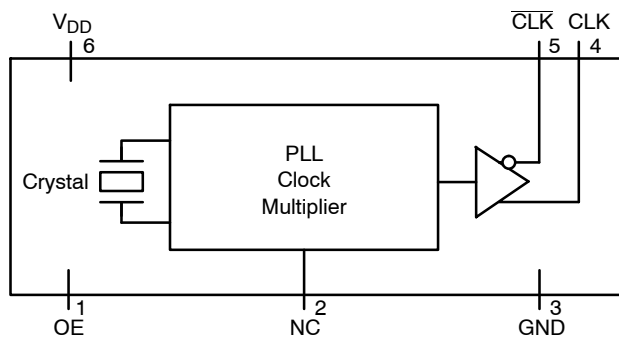 VDD CLK CLK
6 5 4
PLL
Clock
Multiplier
Crystal
1 2 3
OE NC GND